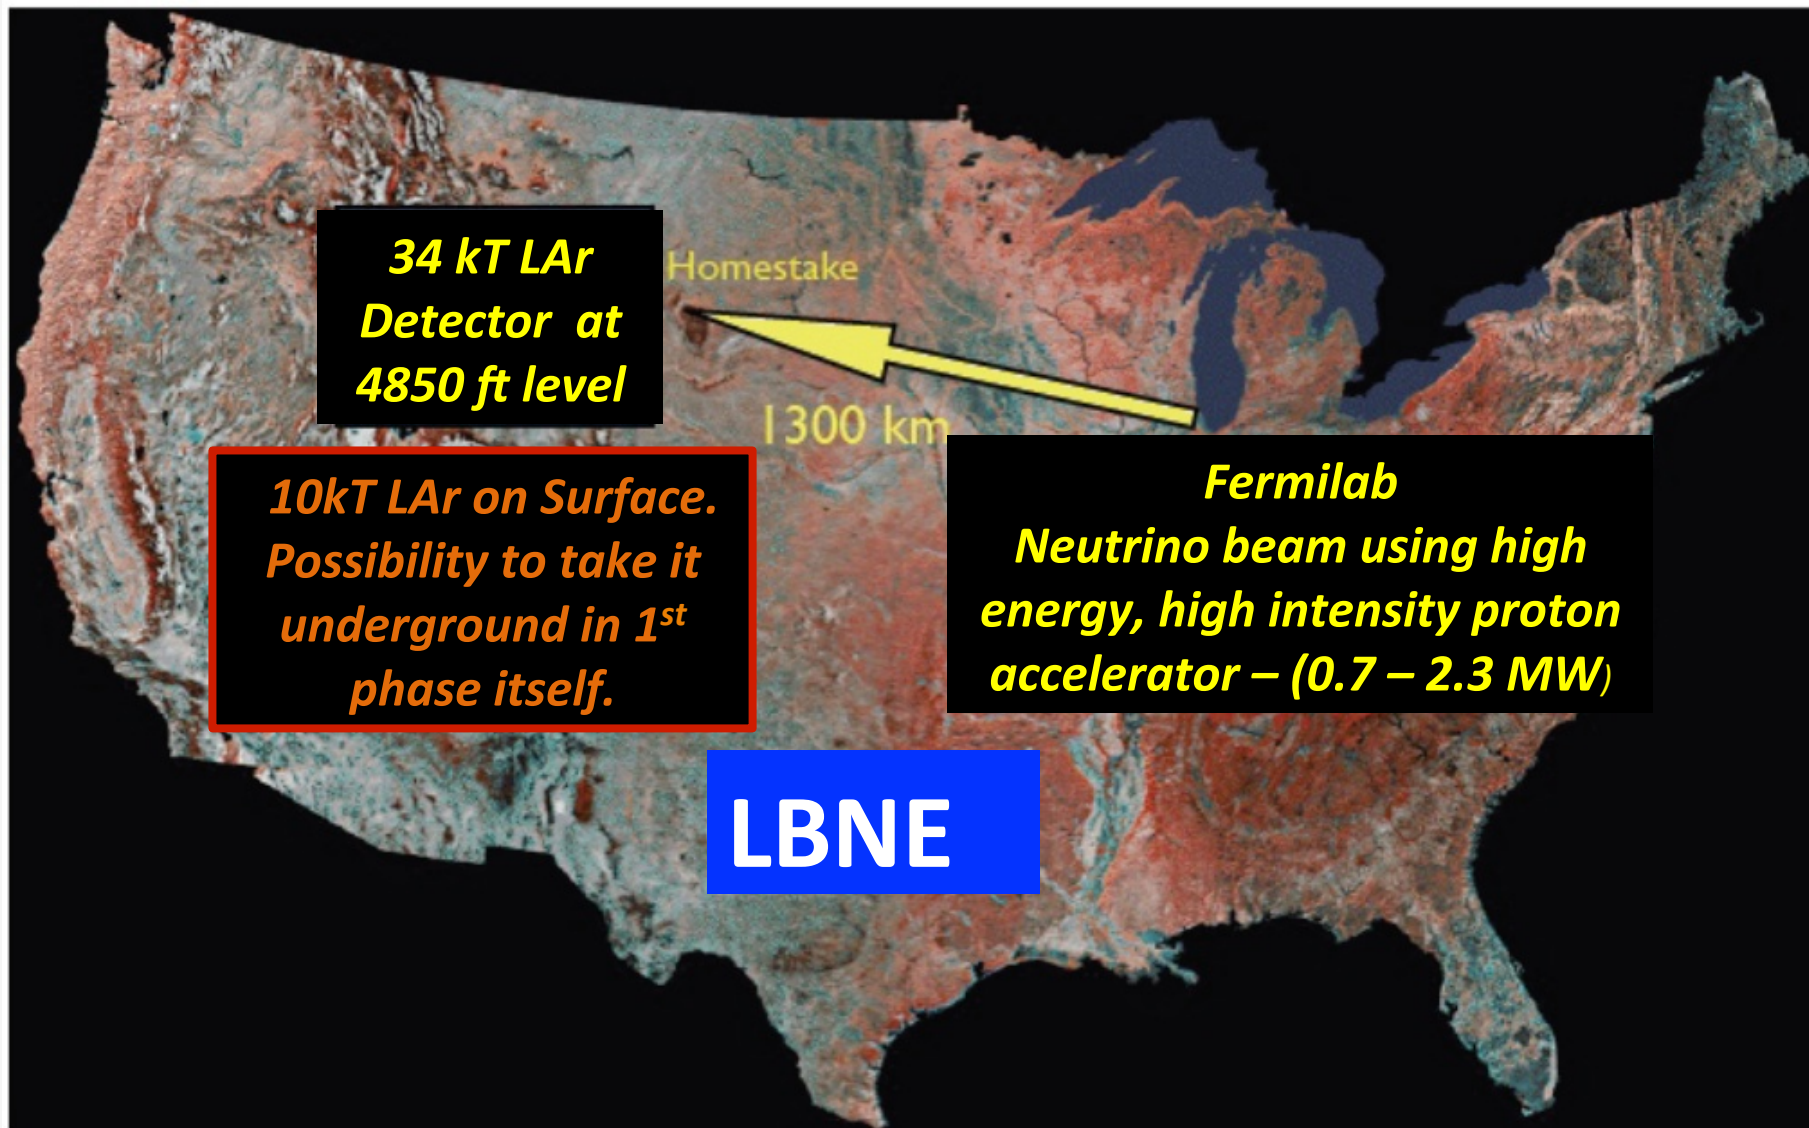 34 kT LAr
Detector at
4850 ft level
Homestake
1300 km
10kT LAr on Surface.
Possibility to take it
underground in 1st
phase itself.
Fermilab
Neutrino beam using high
energy, high intensity proton
accelerator – (0.7 – 2.3 MW)
LBNE